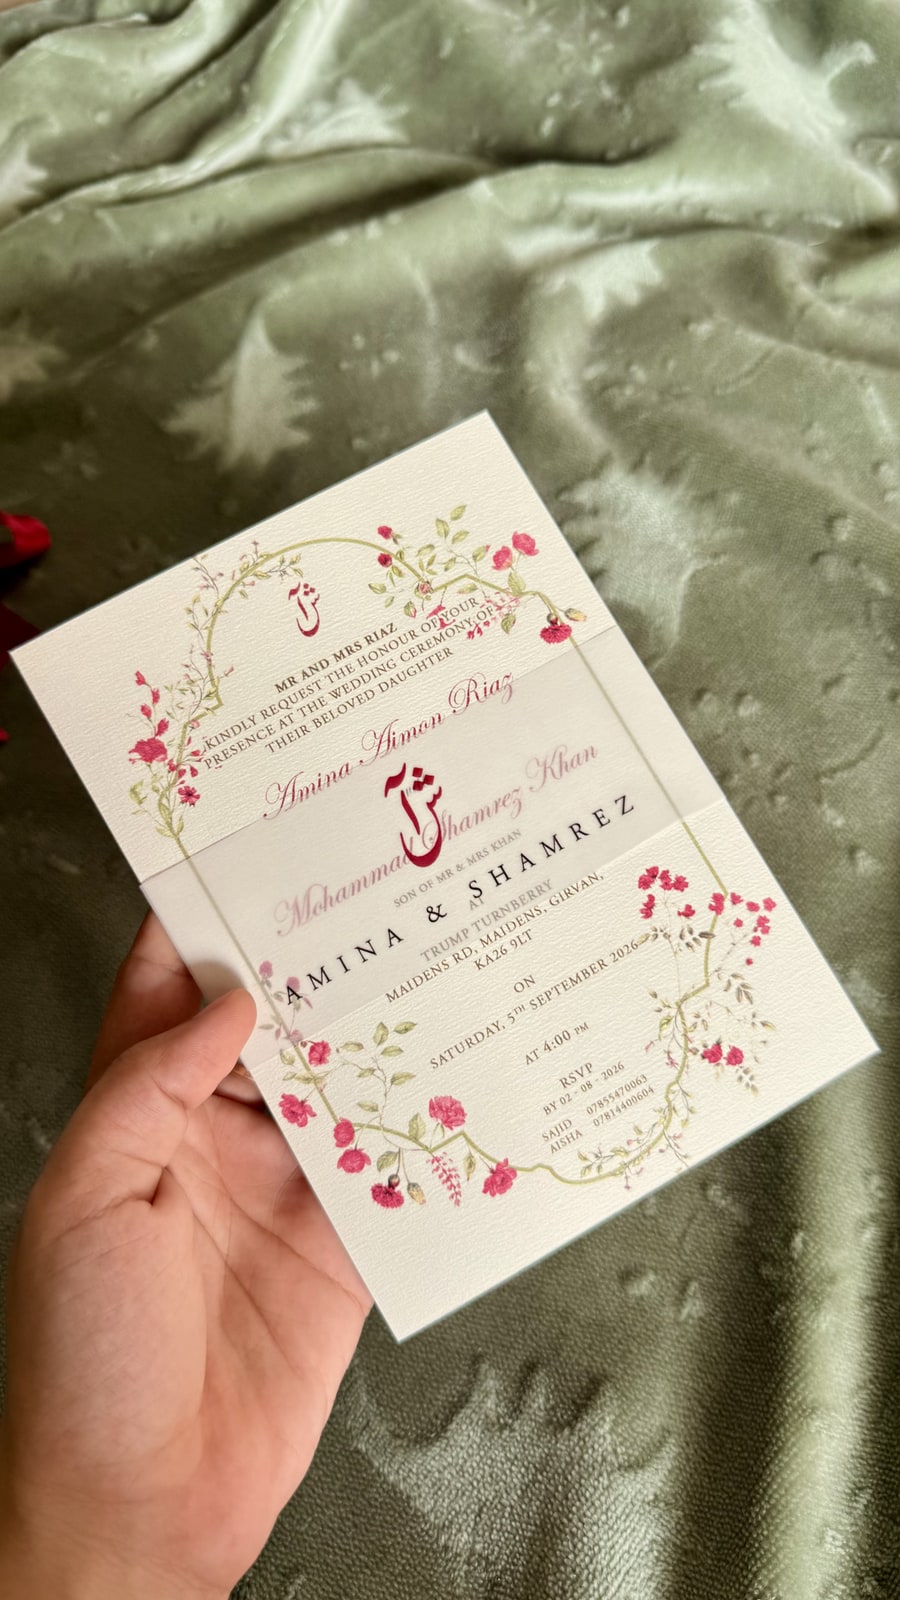 شآ
MR AND MRS RIAZ
KINDLY REQUEST THE HONOUR OF YOUR
PRESENCE AT THE WEDDING CEREMONY OF
THEIR BELOVED DAUGHTER
Amina Aimon Riaz
شآ
Mohammad Shamrez Khan
SON OF MR & MRS KHAN
AMINA & SHAMREZ
AT
TRUMP TURNBERRY
MAIDENS RD, MAIDENS, GIRVAN,
KA26 9LT
ON
SATURDAY, 5TH SEPTEMBER 2026
AT 4:00 PM
RSVP
BY 02 - 08 - 2026
SAJID 07855470063
AISHA 07814400604